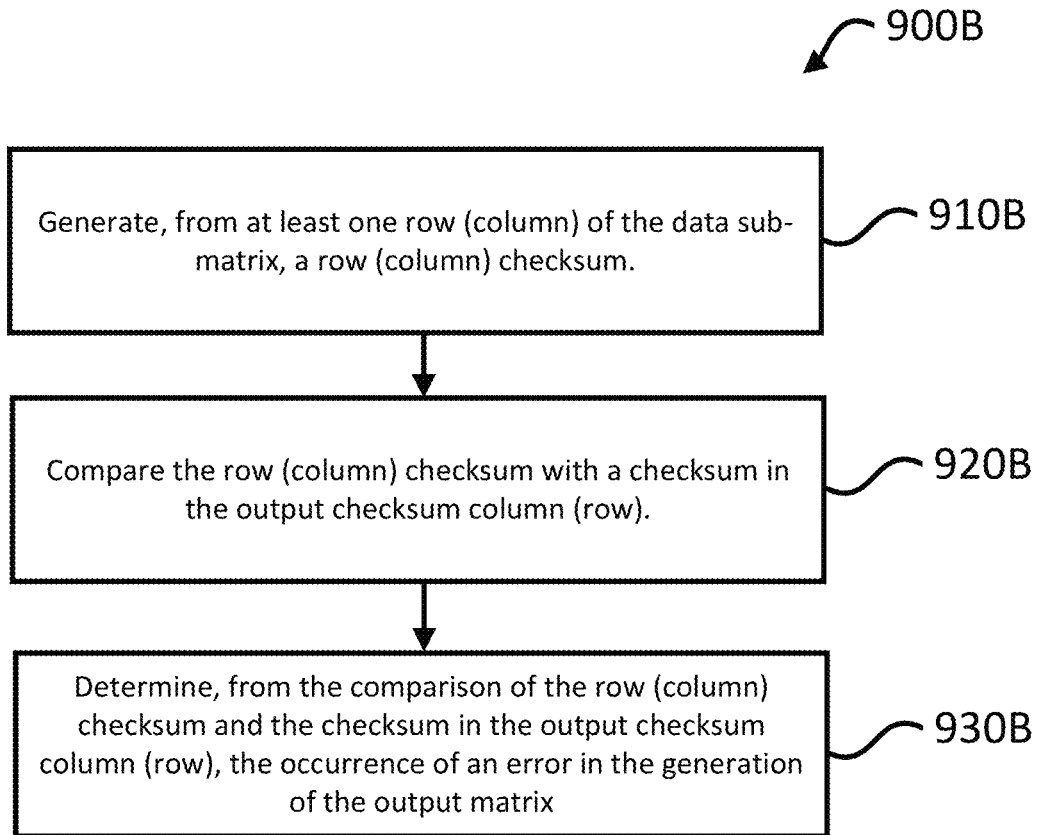 900B
Generate, from at least one row (column) of the data sub-
matrix, a row (column) checksum.
910B
Compare the row (column) checksum with a checksum in
the output checksum column (row).
920B
Determine, from the comparison of the row (column)
checksum and the checksum in the output checksum
column (row), the occurrence of an error in the generation
of the output matrix
930B